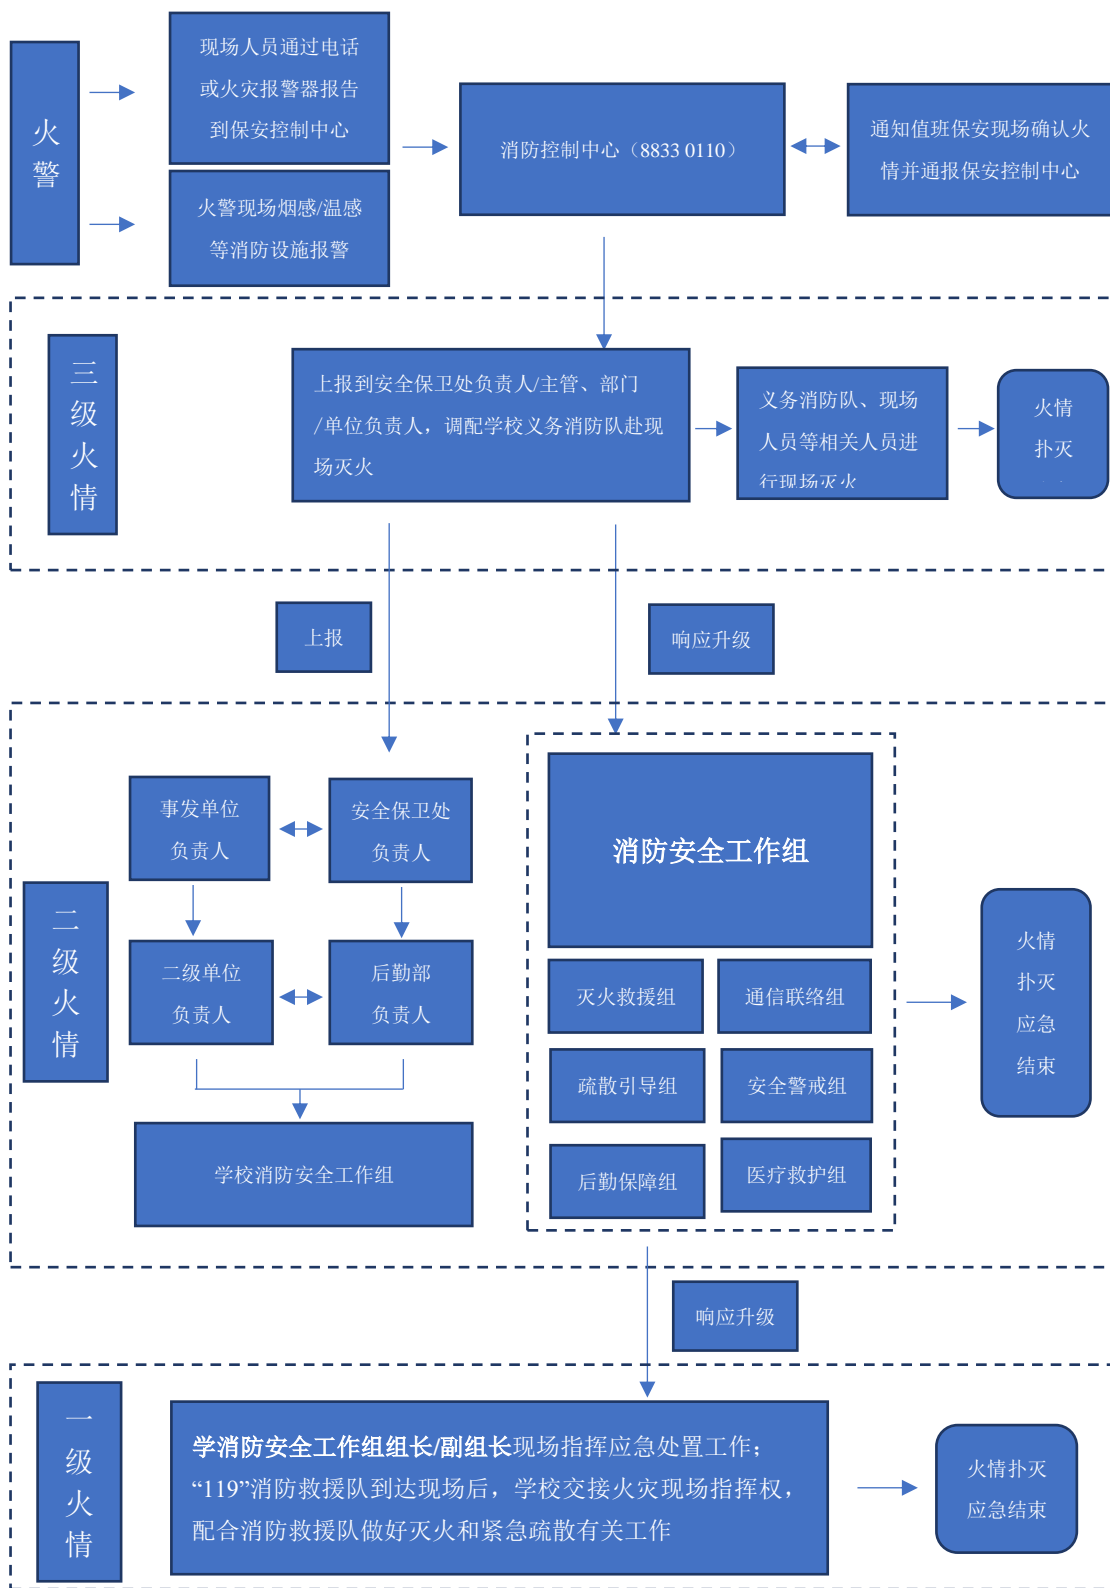 火
警
现场人员通过电话
或火灾报警器报告
到保安控制中心
火警现场烟感/温感
等消防设施报警
消防控制中心（8833 0110）
通知值班保安现场确认火
情并通报保安控制中心
三
级
火
情
上报到安全保卫处负责人/主管、部门
/单位负责人，调配学校义务消防队赴现
场灭火
义务消防队、现场
人员等相关人员进
行现场灭火
火情
扑灭
上报
响应升级
二
级
火
情
事发单位
负责人
安全保卫处
负责人
二级单位
负责人
后勤部
负责人
学校消防安全工作组
消防安全工作组
灭火救援组
通信联络组
疏散引导组
安全警戒组
后勤保障组
医疗救护组
火情
扑灭
应急
结束
响应升级
一
级
火
情
学消防安全工作组组长/副组长现场指挥应急处置工作；
“119”消防救援队到达现场后，学校交接火灾现场指挥权，
配合消防救援队做好灭火和紧急疏散有关工作
火情扑灭
应急结束